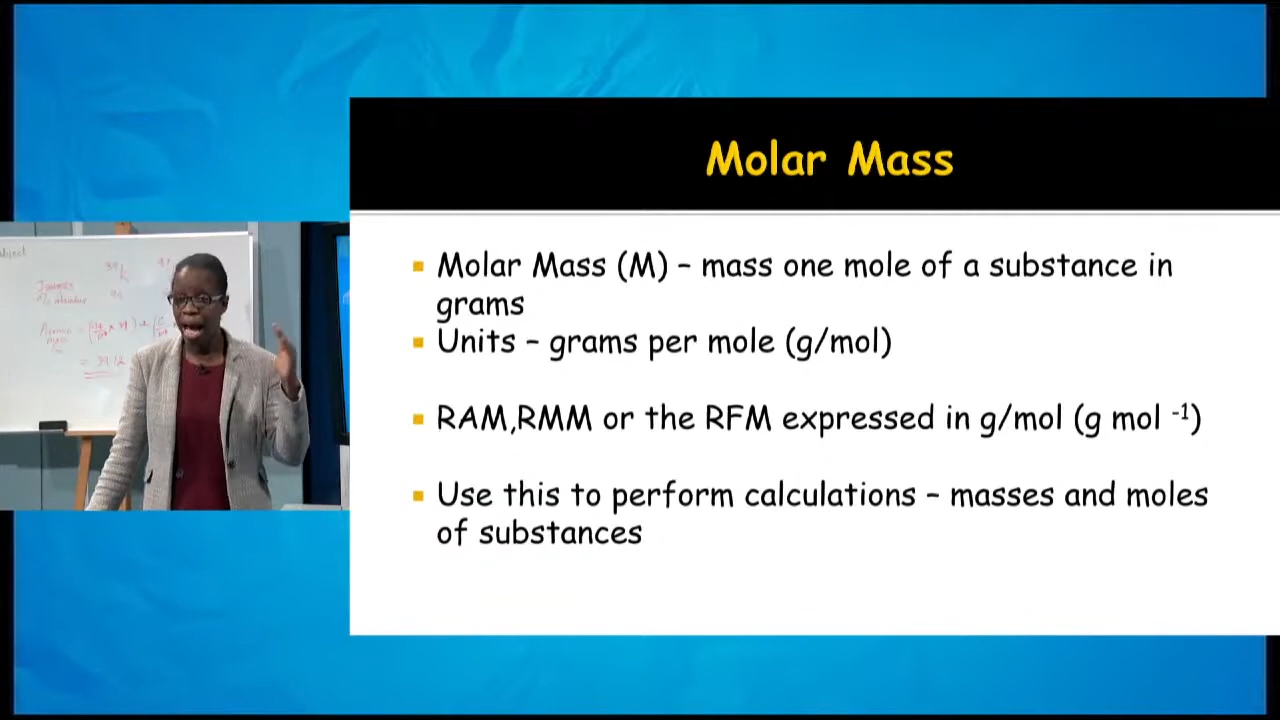 Molar Mass
Molar Mass (M) – mass one mole of a substance in
grams
Units – grams per mole (g/mol)
RAM,RMM or the RFM expressed in g/mol (g mol -1)
Use this to perform calculations – masses and moles
of substances